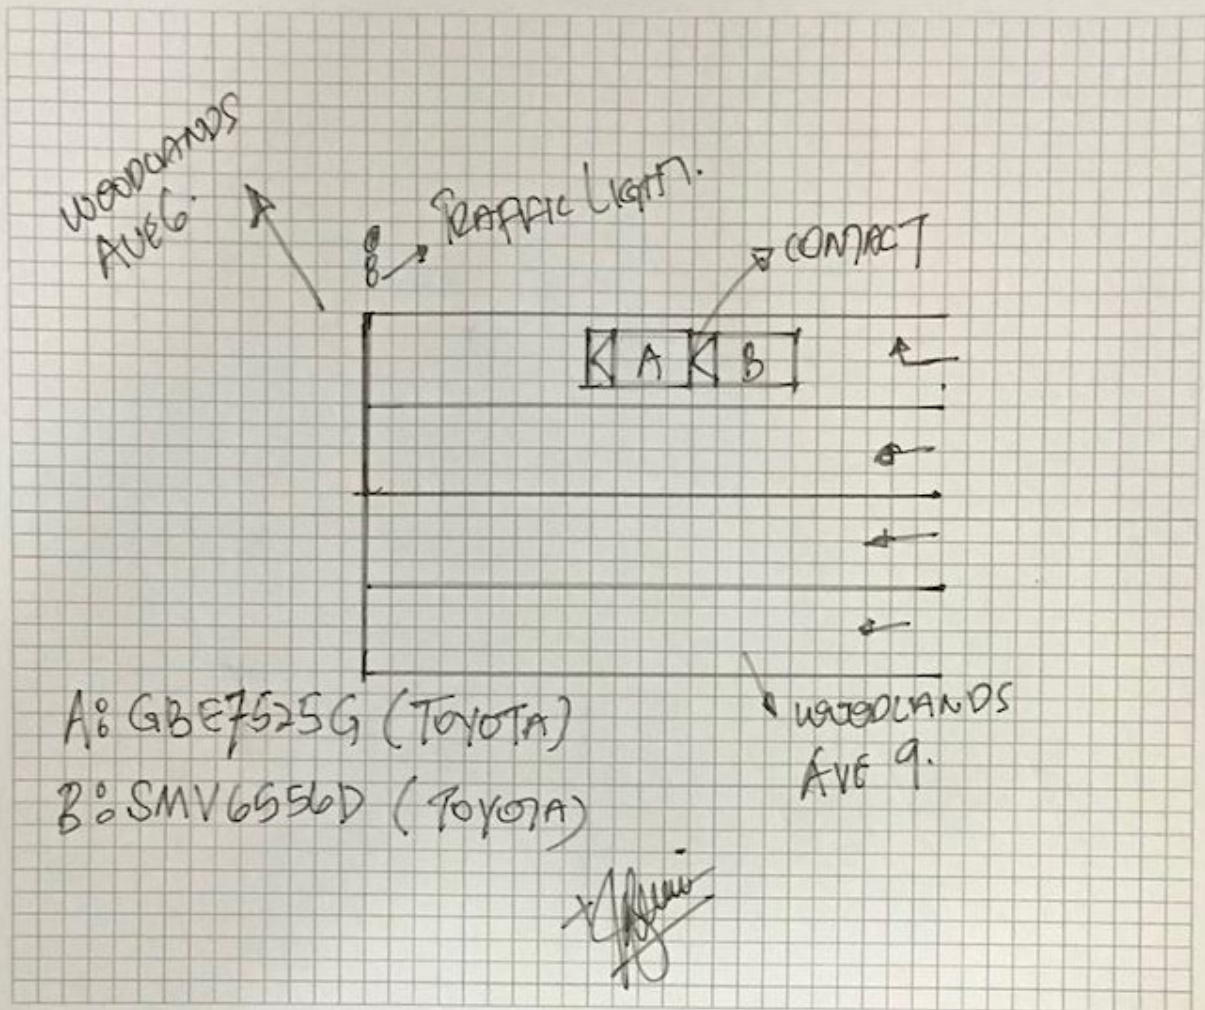 WOODLANDS
AVE 6.
TRAFFIC LIGHT.
CONTACT
A B
A: GBE7525G (TOYOTA)
B: SMV6556D (TOYOTA)
WOODLANDS
AVE 9.